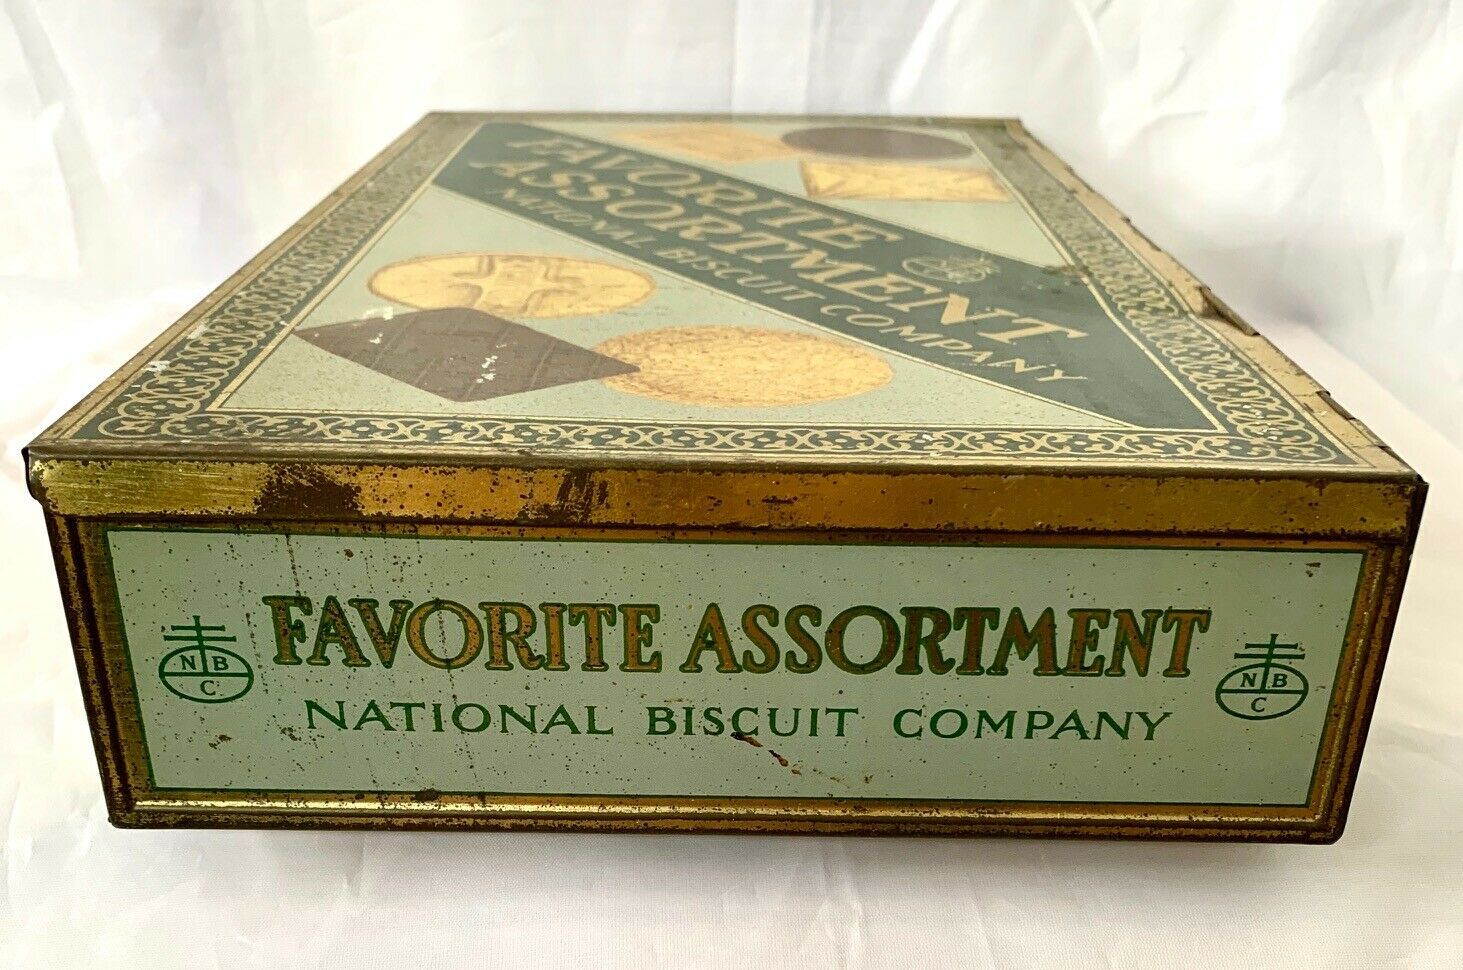 FAVORITE
ASSORTMENT
NATIONAL BISCUIT COMPANY
N B
C
FAVORITE ASSORTMENT
NATIONAL BISCUIT COMPANY
N B
C